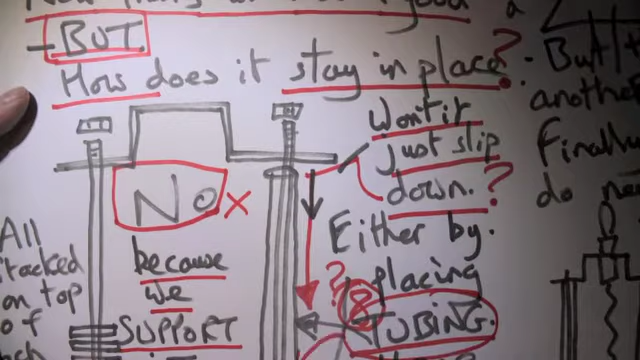 - BUT.
How does it stay in place?
Won't it
just slip
down.?
NO x
because
we
SUPPORT
Either by.
? placing
8
TUBING.
All
stacked
on top
of
a
- But
another
Finally
do